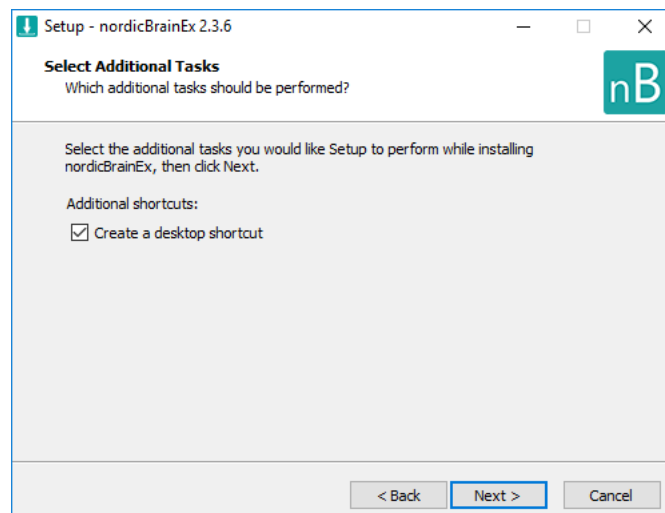 Setup - nordicBrainEx 2.3.6
Select Additional Tasks
Which additional tasks should be performed?
nB
Select the additional tasks you would like Setup to perform while installing
nordicBrainEx, then click Next.
Additional shortcuts:
Create a desktop shortcut
< Back Next > Cancel